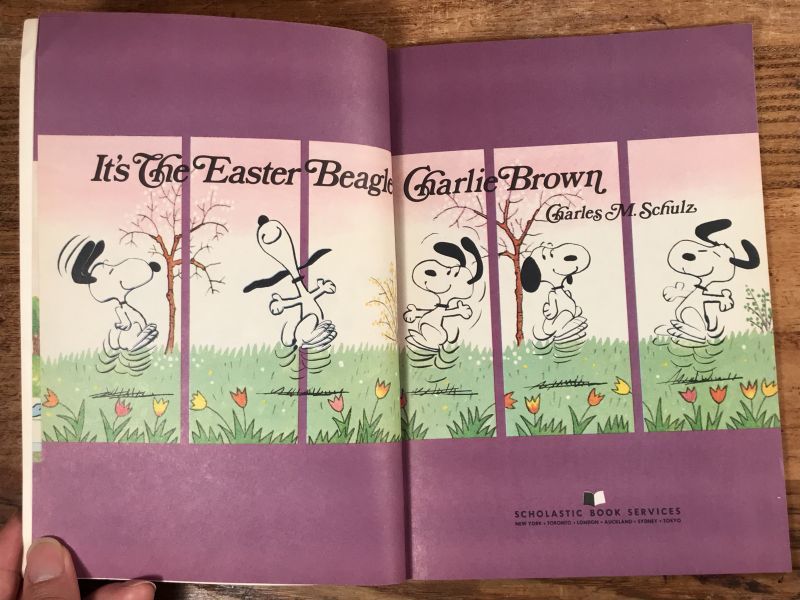 It's The Easter Beagle, Charlie Brown
Charles M. Schulz
SCHOLASTIC BOOK SERVICES
NEW YORK • TORONTO • LONDON • AUCKLAND • SYDNEY • TOKYO